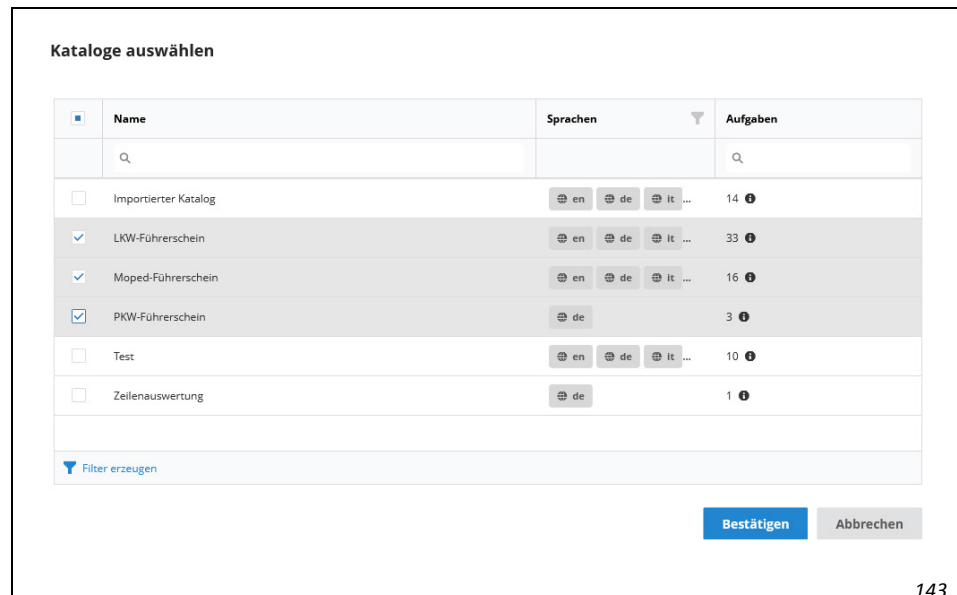 Kataloge auswählen
Name Sprachen Aufgaben
Importierter Katalog en de it ... 14
LKW-Führerschein en de it ... 33
Moped-Führerschein en de it ... 16
PKW-Führerschein de 3
Test en de it ... 10
Zeilenauswertung de 1
Filter erzeugen
Bestätigen Abbrechen
143